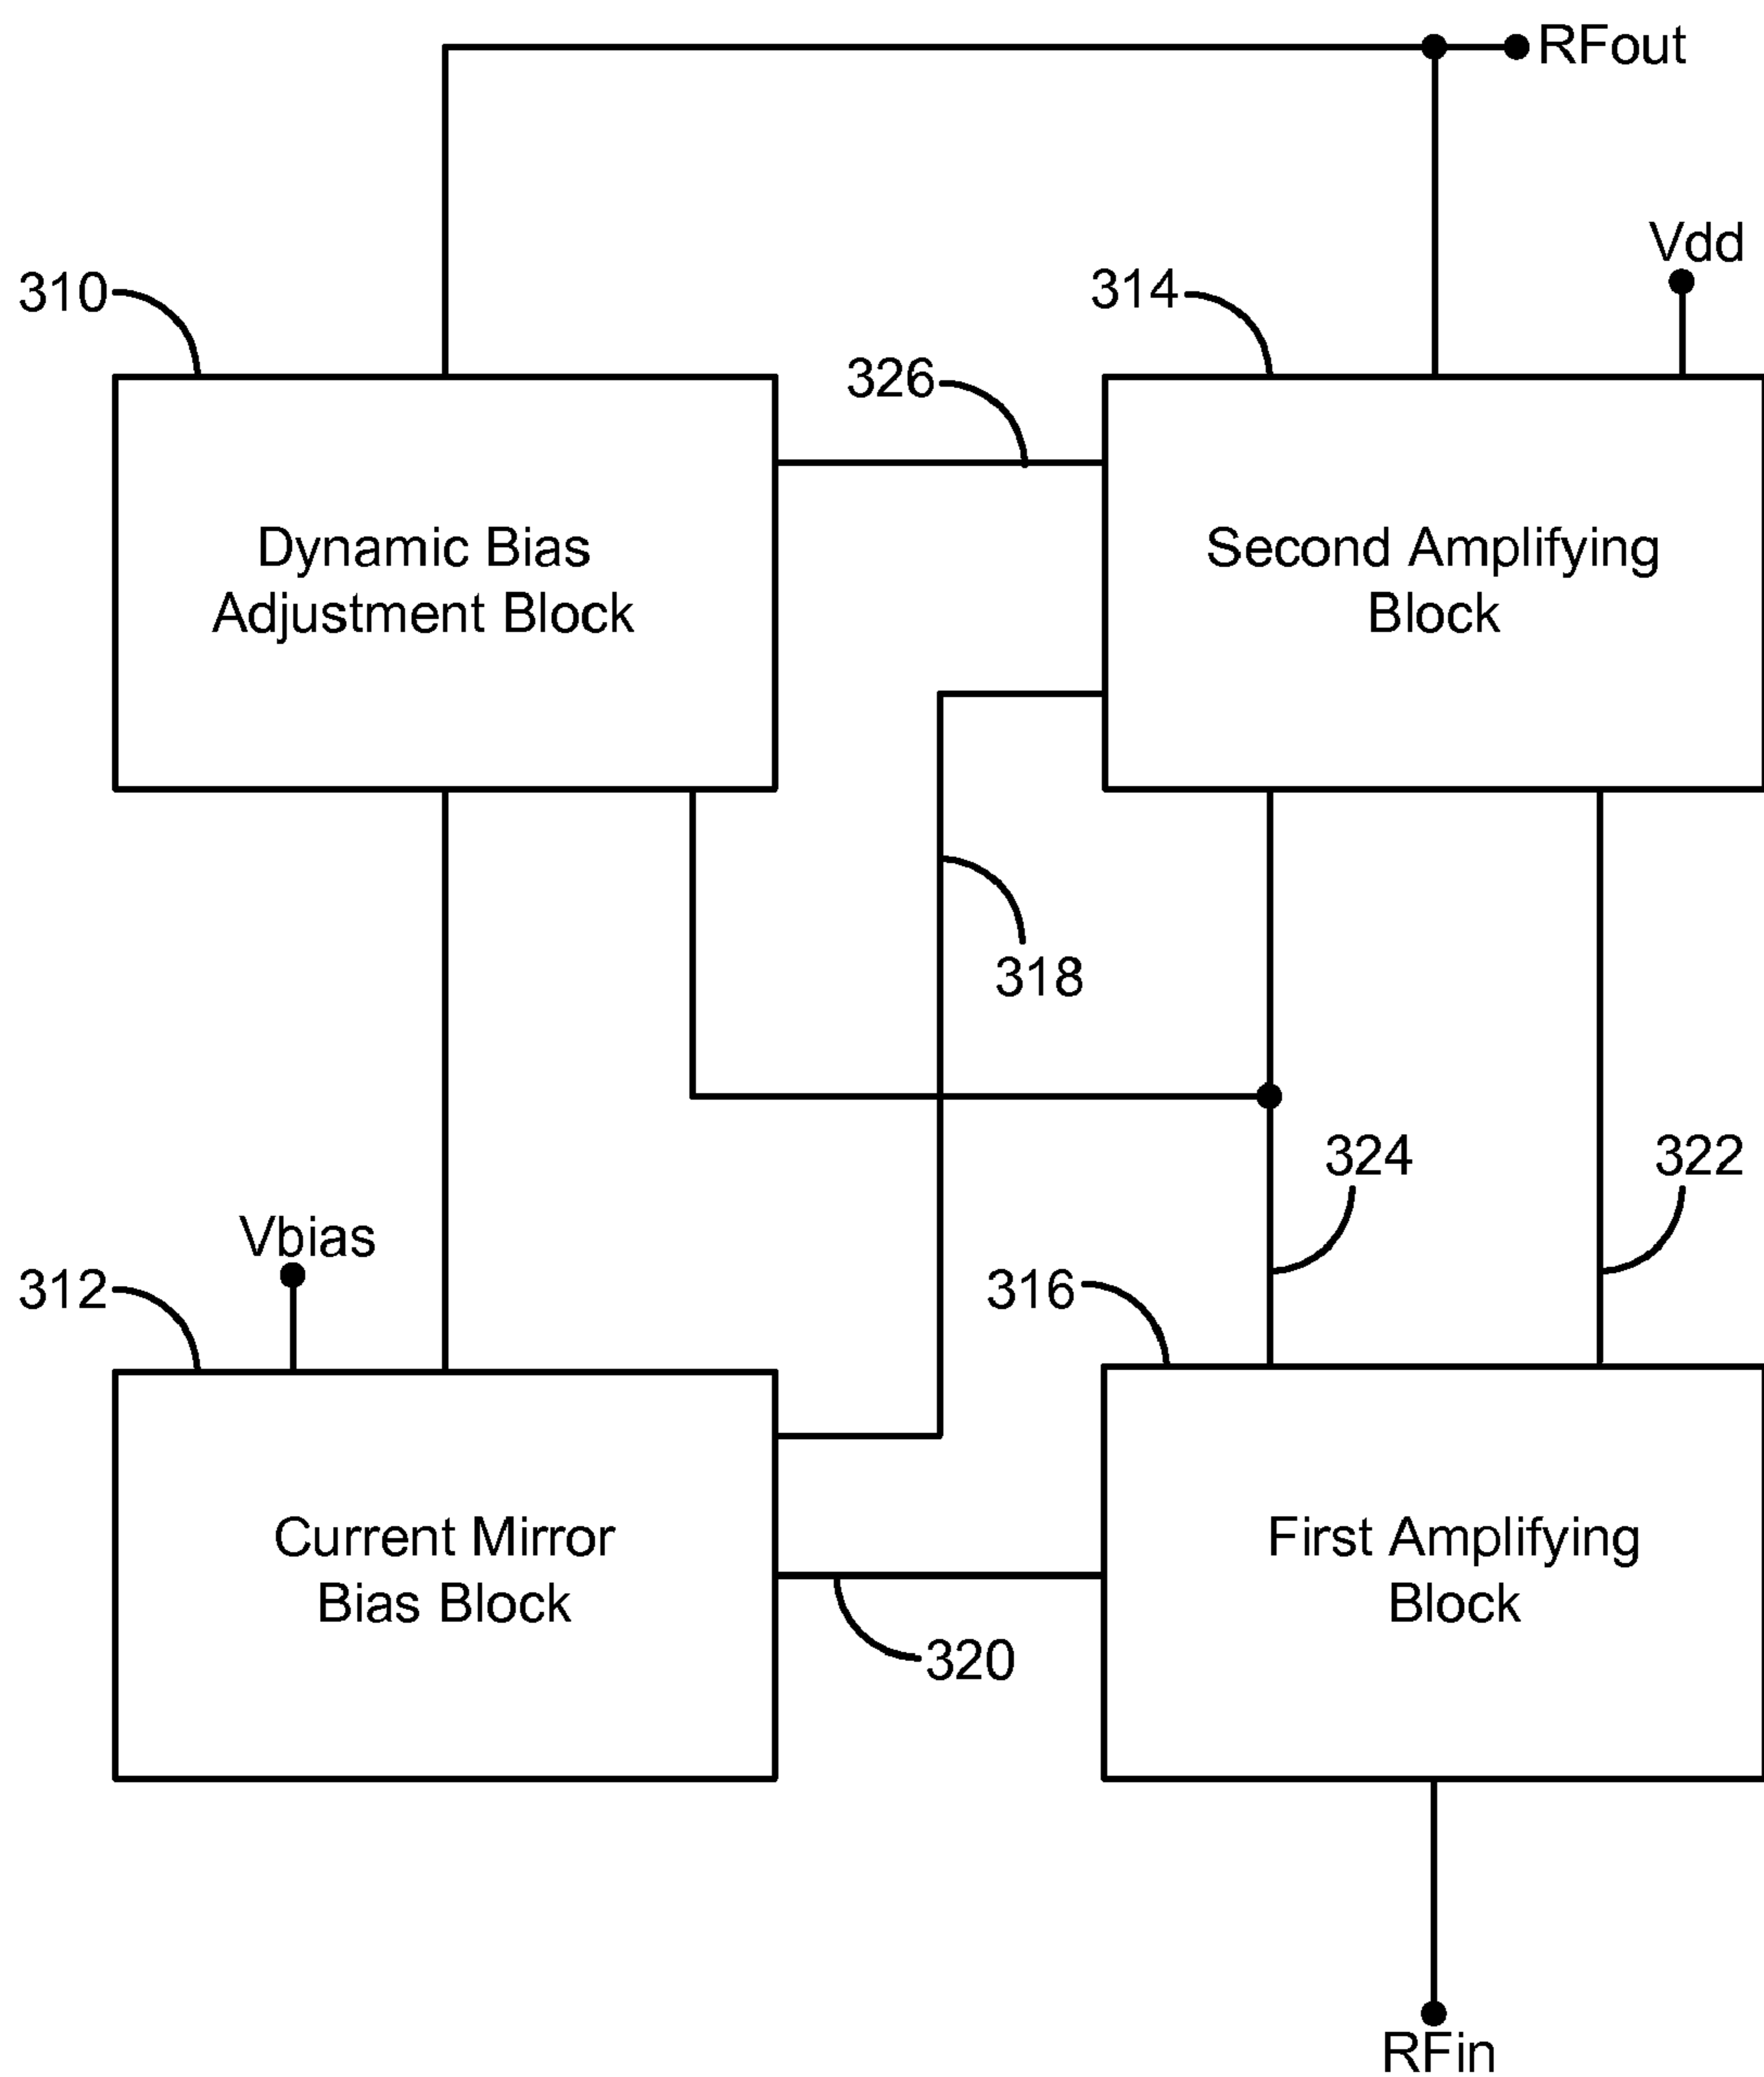 RFout
Vdd
310
314
326
Dynamic Bias
Adjustment Block
Second Amplifying
Block
318
324
322
Vbias
312
316
Current Mirror
Bias Block
First Amplifying
Block
320
RFin